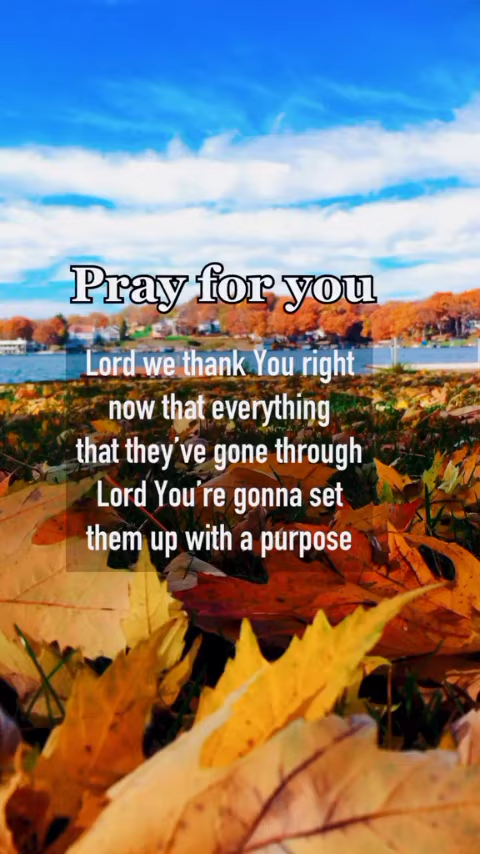 Pray for you
Lord we thank You right
now that everything
that they've gone through
Lord You're gonna set
them up with a purpose